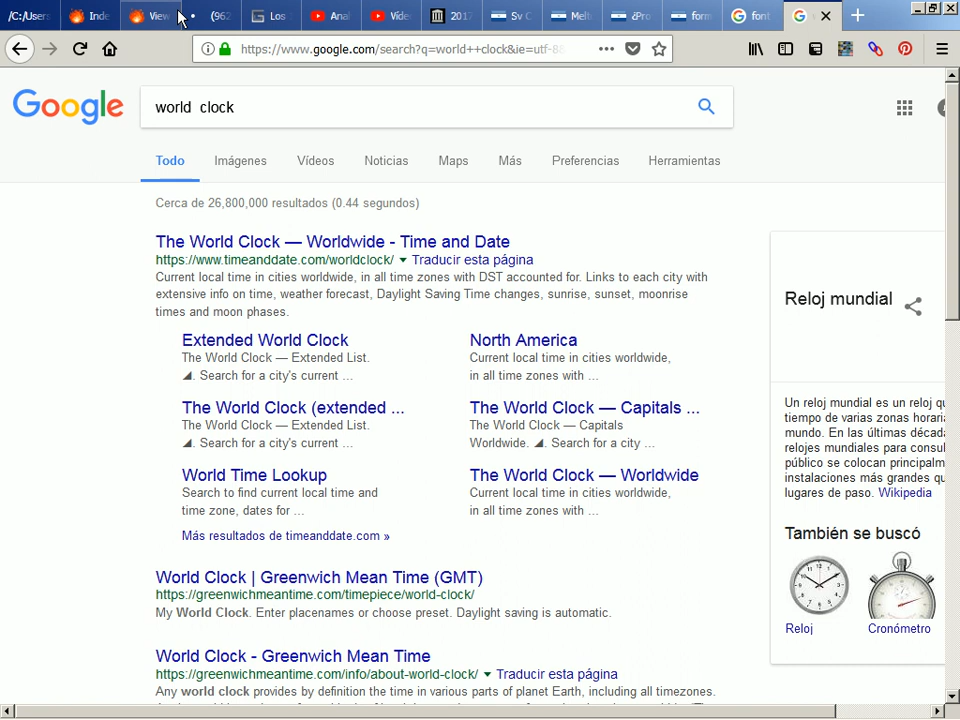 /C:/Users
Inde
View
(962
Los
Anal
Víde
2017
Sv C
Melt
¿Pro
form
font
https://www.google.com/search?q=world++clock&ie=utf-8&
Google
world  clock
Todo Imágenes Vídeos Noticias Maps Más Preferencias Herramientas
Cerca de 26,800,000 resultados (0.44 segundos)
The World Clock — Worldwide - Time and Date
https://www.timeanddate.com/worldclock/ Traducir esta página
Current local time in cities worldwide, in all time zones with DST accounted for. Links to each city with
extensive info on time, weather forecast, Daylight Saving Time changes, sunrise, sunset, moonrise
times and moon phases.
Extended World Clock
The World Clock — Extended List.
◢. Search for a city's current ...
North America
Current local time in cities worldwide,
in all time zones with ...
The World Clock (extended ...
The World Clock — Extended List.
◢. Search for a city's current ...
The World Clock — Capitals ...
The World Clock — Capitals
Worldwide. ◢. Search for a city ...
World Time Lookup
Search to find current local time and
time zone, dates for ...
The World Clock — Worldwide
Current local time in cities worldwide,
in all time zones with ...
Más resultados de timeanddate.com »
World Clock | Greenwich Mean Time (GMT)
https://greenwichmeantime.com/timepiece/world-clock/
My World Clock. Enter placenames or choose preset. Daylight saving is automatic.
World Clock - Greenwich Mean Time
https://greenwichmeantime.com/info/about-world-clock/ Traducir esta página
Any world clock provides by definition the time in various parts of planet Earth, including all timezones.
Reloj mundial
Un reloj mundial es un reloj qu
tiempo de varias zonas horaria
mundo. En las últimas década
relojes mundiales para consul
público se colocan principalm
instalaciones más grandes qu
lugares de paso. Wikipedia
También se buscó
Reloj
Cronómetro